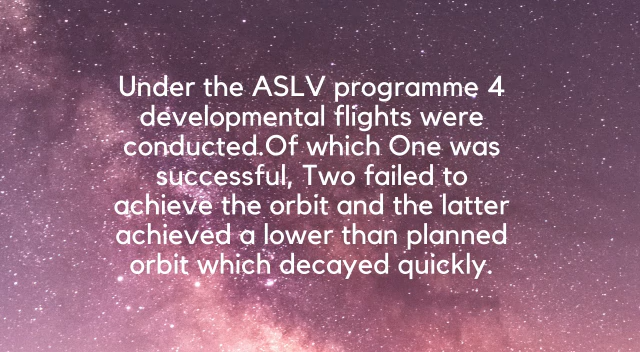 Under the ASLV programme 4
developmental flights were
conducted.Of which One was
successful, Two failed to
achieve the orbit and the latter
achieved a lower than planned
orbit which decayed quickly.